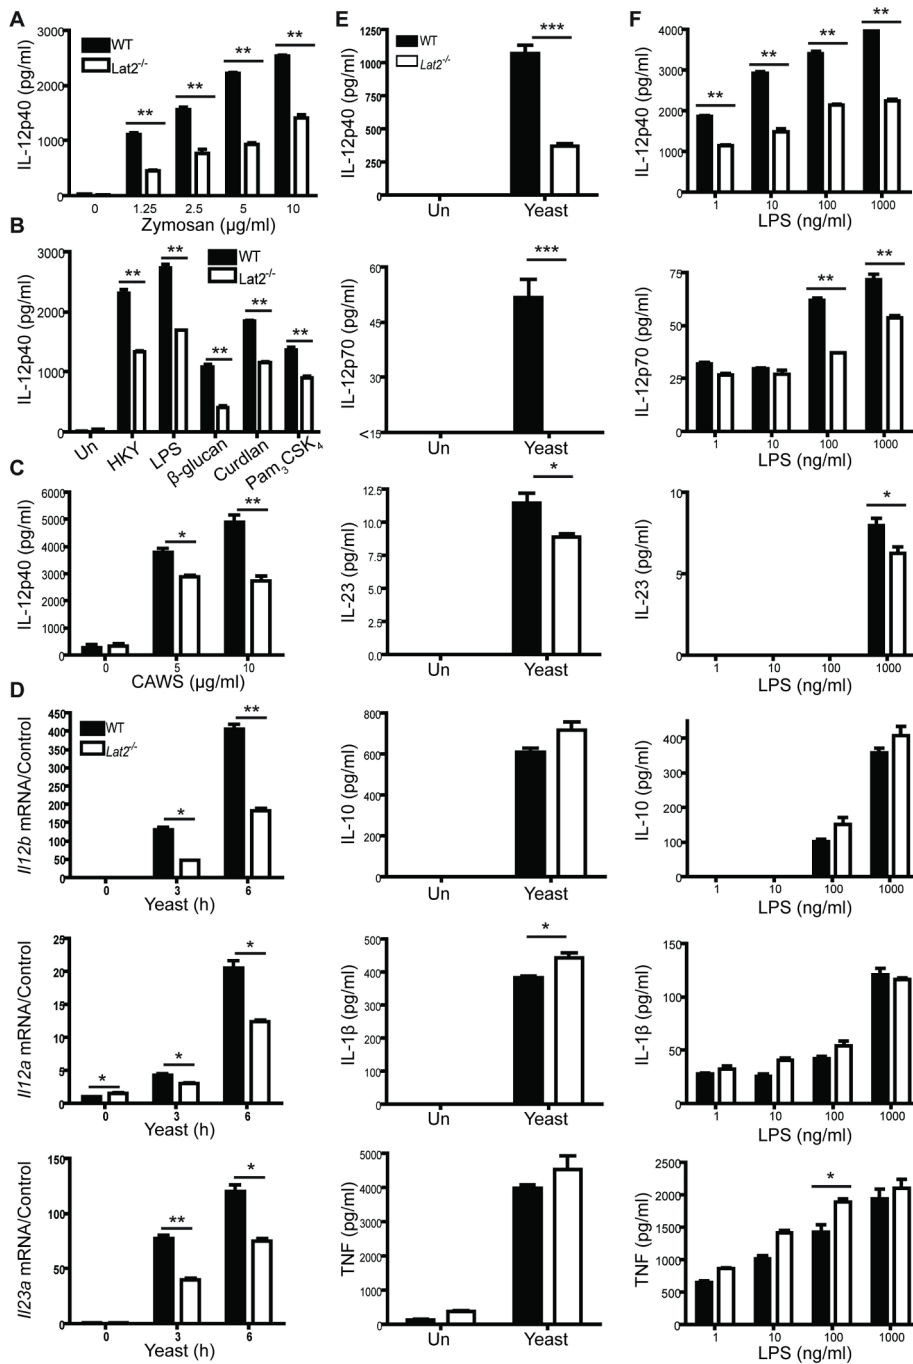 A
WT
Lat2-/-
**
**
**
**
IL-12p40 (pg/ml)
3000
2000
1000
0
0
1.25
2.5
5
10
Zymosan (µg/ml)
B
WT
Lat2-/-
**
**
**
**
**
IL-12p40 (pg/ml)
3000
2000
1000
0
Un
HKY
LPS
β-glucan
Curdlan
Pam3CSK4
C
*
**
IL-12p40 (pg/ml)
6000
5000
4000
3000
2000
1000
0
0
5
10
CAWS (µg/ml)
D
WT
Lat2-/-
*
**
Il12b mRNA/Control
450
400
350
300
250
200
150
100
50
0
0
3
6
Yeast (h)
*
*
*
Il12a mRNA/Control
25
20
15
10
5
0
0
3
6
Yeast (h)
**
*
Il23a mRNA/Control
150
100
50
0
0
3
6
Yeast (h)
E
WT
Lat2-/-
***
IL-12p40 (pg/ml)
1250
1000
750
500
250
0
Un
Yeast
***
IL-12p70 (pg/ml)
60
45
30
<15
Un
Yeast
*
IL-23 (pg/ml)
12.5
10.0
7.5
5.0
2.5
0.0
Un
Yeast
IL-10 (pg/ml)
800
600
400
200
0
Un
Yeast
*
IL-1β (pg/ml)
500
400
300
200
100
0
Un
Yeast
TNF (pg/ml)
5000
4000
3000
2000
1000
0
Un
Yeast
F
**
**
**
**
IL-12p40 (pg/ml)
4000
3000
2000
1000
0
1
10
100
1000
LPS (ng/ml)
**
**
IL-12p70 (pg/ml)
75
50
25
0
1
10
100
1000
LPS (ng/ml)
*
IL-23 (pg/ml)
10
5
0
1
10
100
1000
LPS (ng/ml)
IL-10 (pg/ml)
400
300
200
100
0
1
10
100
1000
LPS (ng/ml)
IL-1β (pg/ml)
150
100
50
0
1
10
100
1000
LPS (ng/ml)
*
TNF (pg/ml)
2500
2000
1500
1000
500
0
1
10
100
1000
LPS (ng/ml)